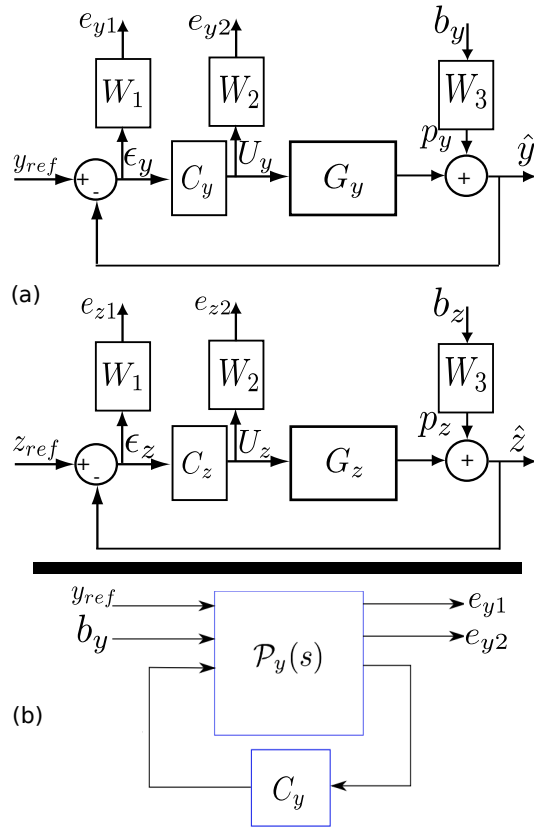 e_{y1} e_{y2} b_y
W_1 W_2 W_3
y_{ref} + - ϵ_y C_y U_y G_y p_y + ŷ
(a)
e_{z1} e_{z2} b_z
W_1 W_2 W_3
z_{ref} + - ϵ_z C_z U_z G_z p_z + ẑ
y_{ref} e_{y1}
b_y 𝒫_y(s) e_{y2}
(b)
C_y